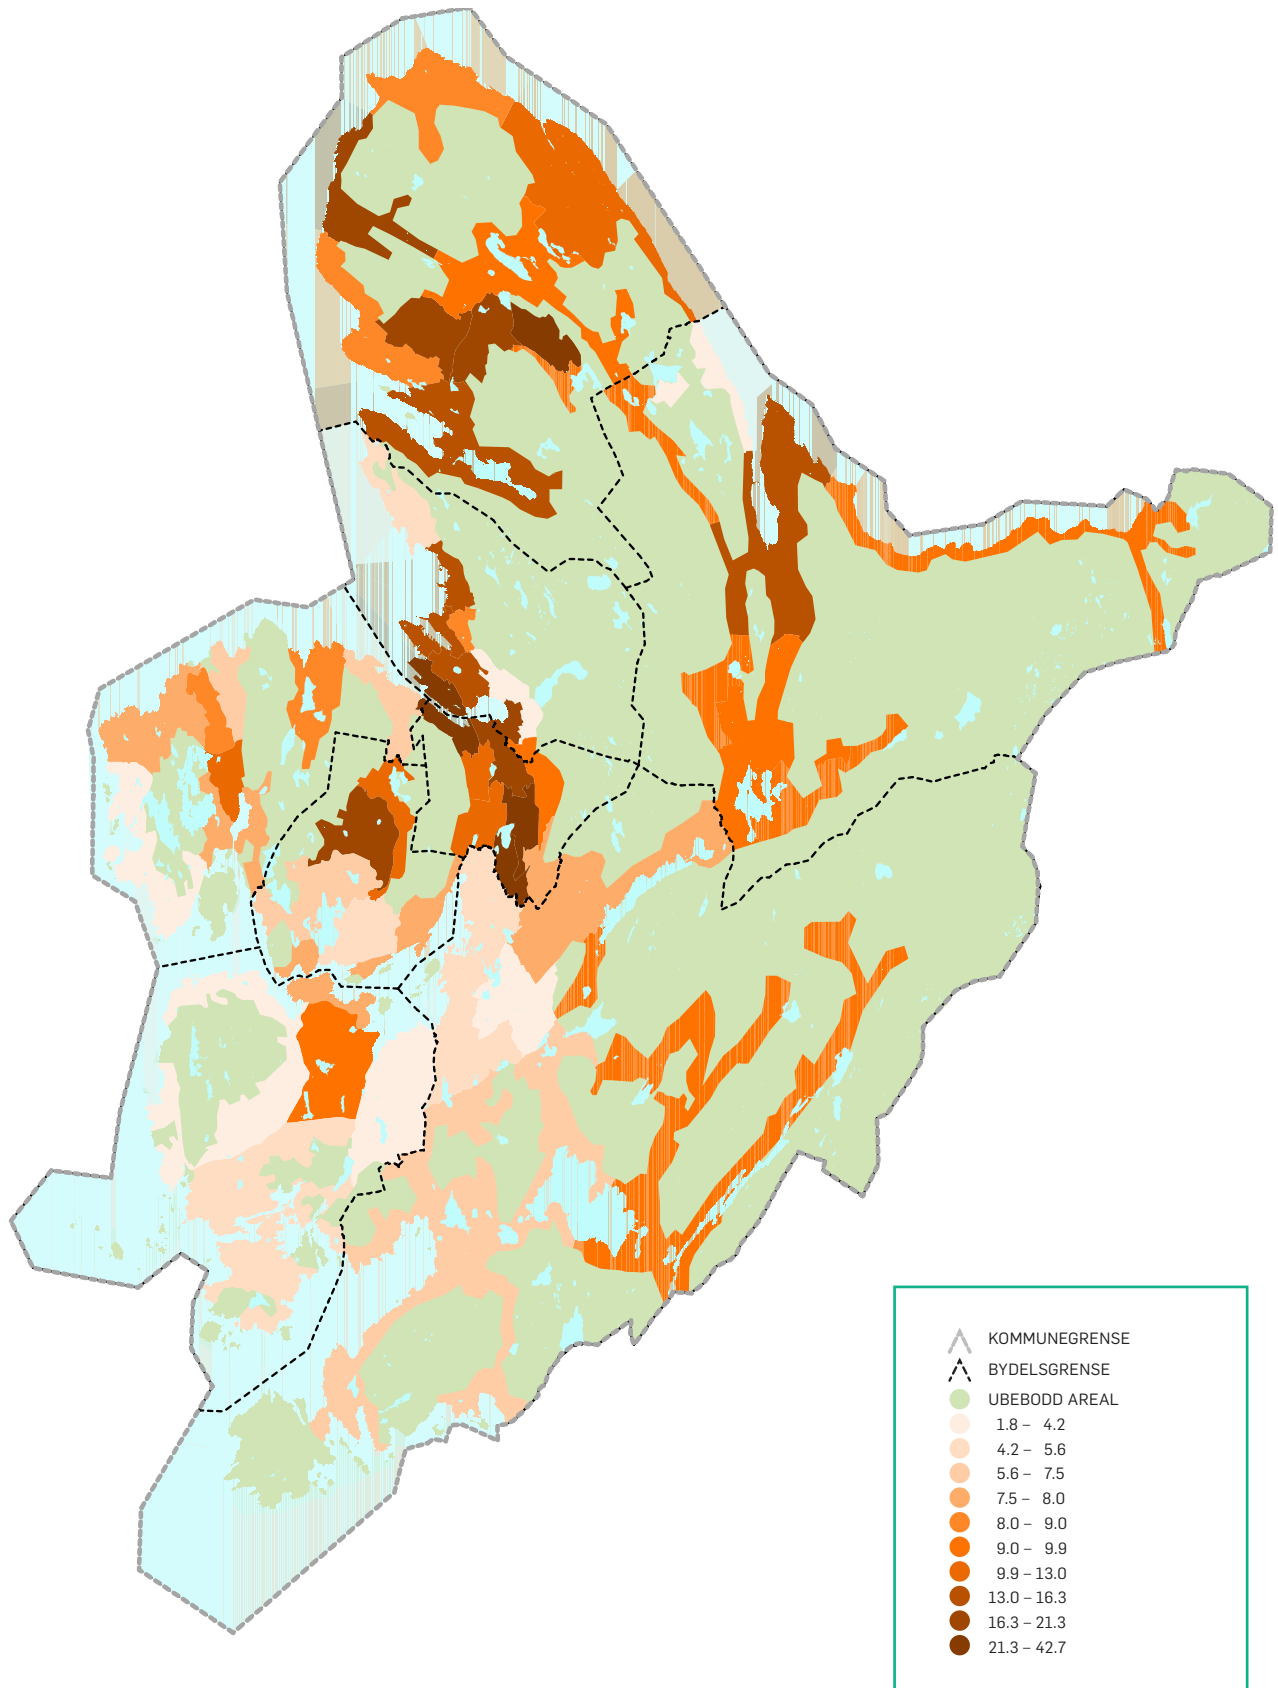 KOMMUNEGRENSE
BYDELSGRENSE
UBEBODD AREAL
1.8 – 4.2
4.2 – 5.6
5.6 – 7.5
7.5 – 8.0
8.0 – 9.0
9.0 – 9.9
9.9 – 13.0
13.0 – 16.3
16.3 – 21.3
21.3 – 42.7